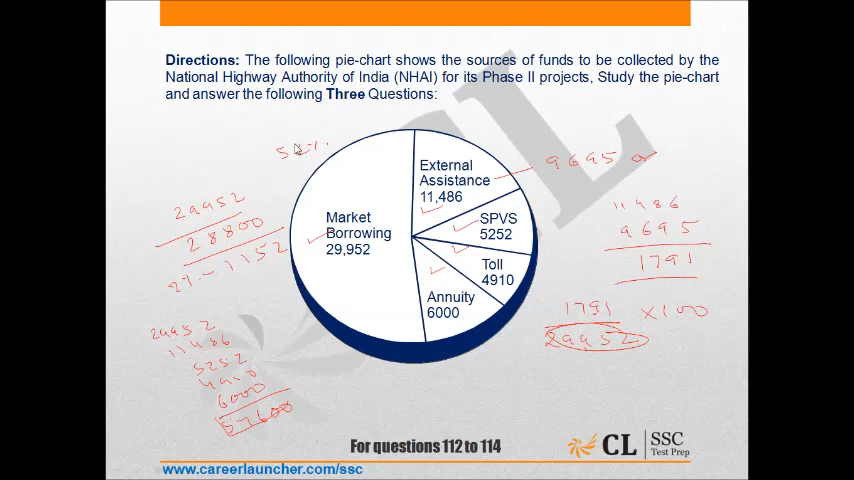 Directions: The following pie-chart shows the sources of funds to be collected by the
National Highway Authority of India (NHAI) for its Phase II projects, Study the pie-chart
and answer the following Three Questions:
External
Assistance
11,486
SPVS
5252
Toll
4910
Annuity
6000
Market
Borrowing
29,952
9695
29952
28800
1152
11486
9695
1791
1791 x100
29952
29952
11486
5252
4910
6000
57600
For questions 112 to 114
CL SSC
Test Prep
www.careerlauncher.com/ssc